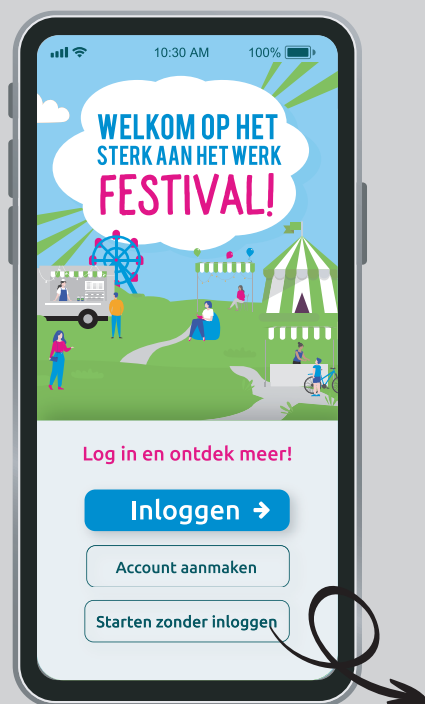 10:30 AM 100%
WELKOM OP HET
STERK AAN HET WERK
FESTIVAL!
Log in en ontdek meer!
Inloggen
Account aanmaken
Starten zonder inloggen